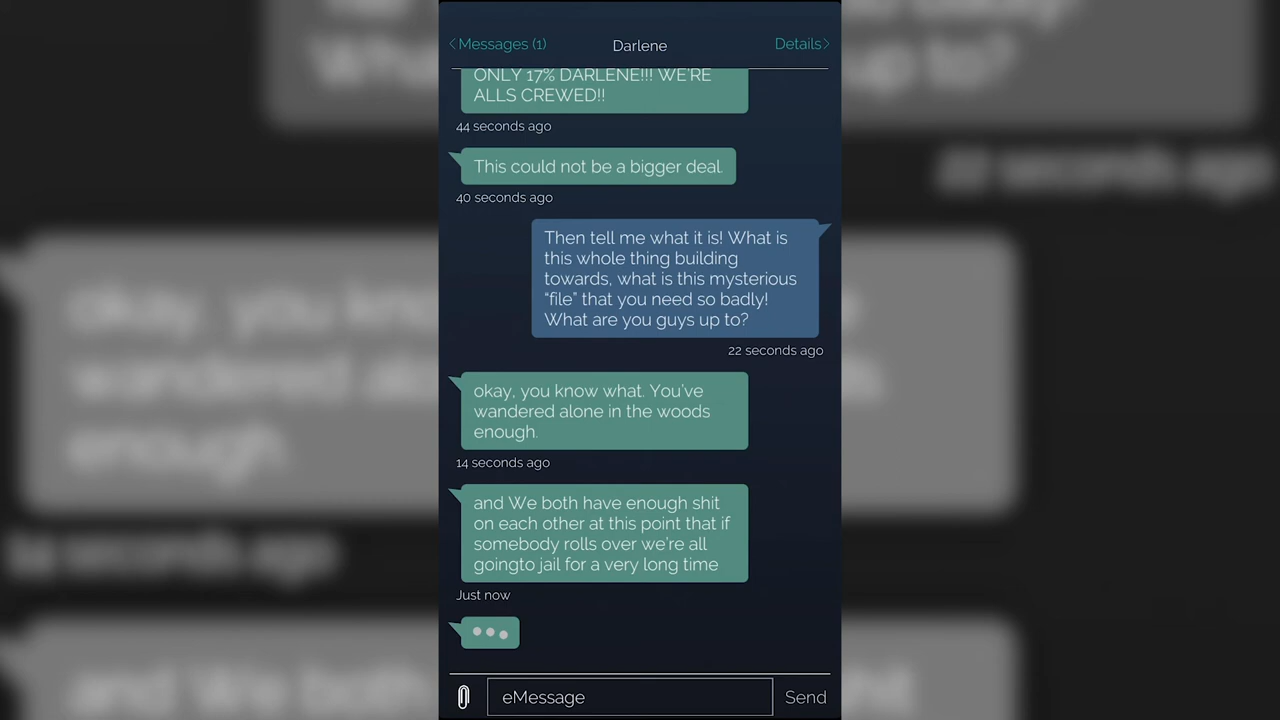 Messages (1)
Darlene
Details
ONLY 17% DARLENE!!! WE'RE
ALLS CREWED!!
44 seconds ago
This could not be a bigger deal.
40 seconds ago
Then tell me what it is! What is
this whole thing building
towards, what is this mysterious
“file” that you need so badly!
What are you guys up to?
22 seconds ago
okay, you know what. You've
wandered alone in the woods
enough.
14 seconds ago
and We both have enough shit
on each other at this point that if
somebody rolls over we're all
goingto jail for a very long time
Just now
eMessage
Send